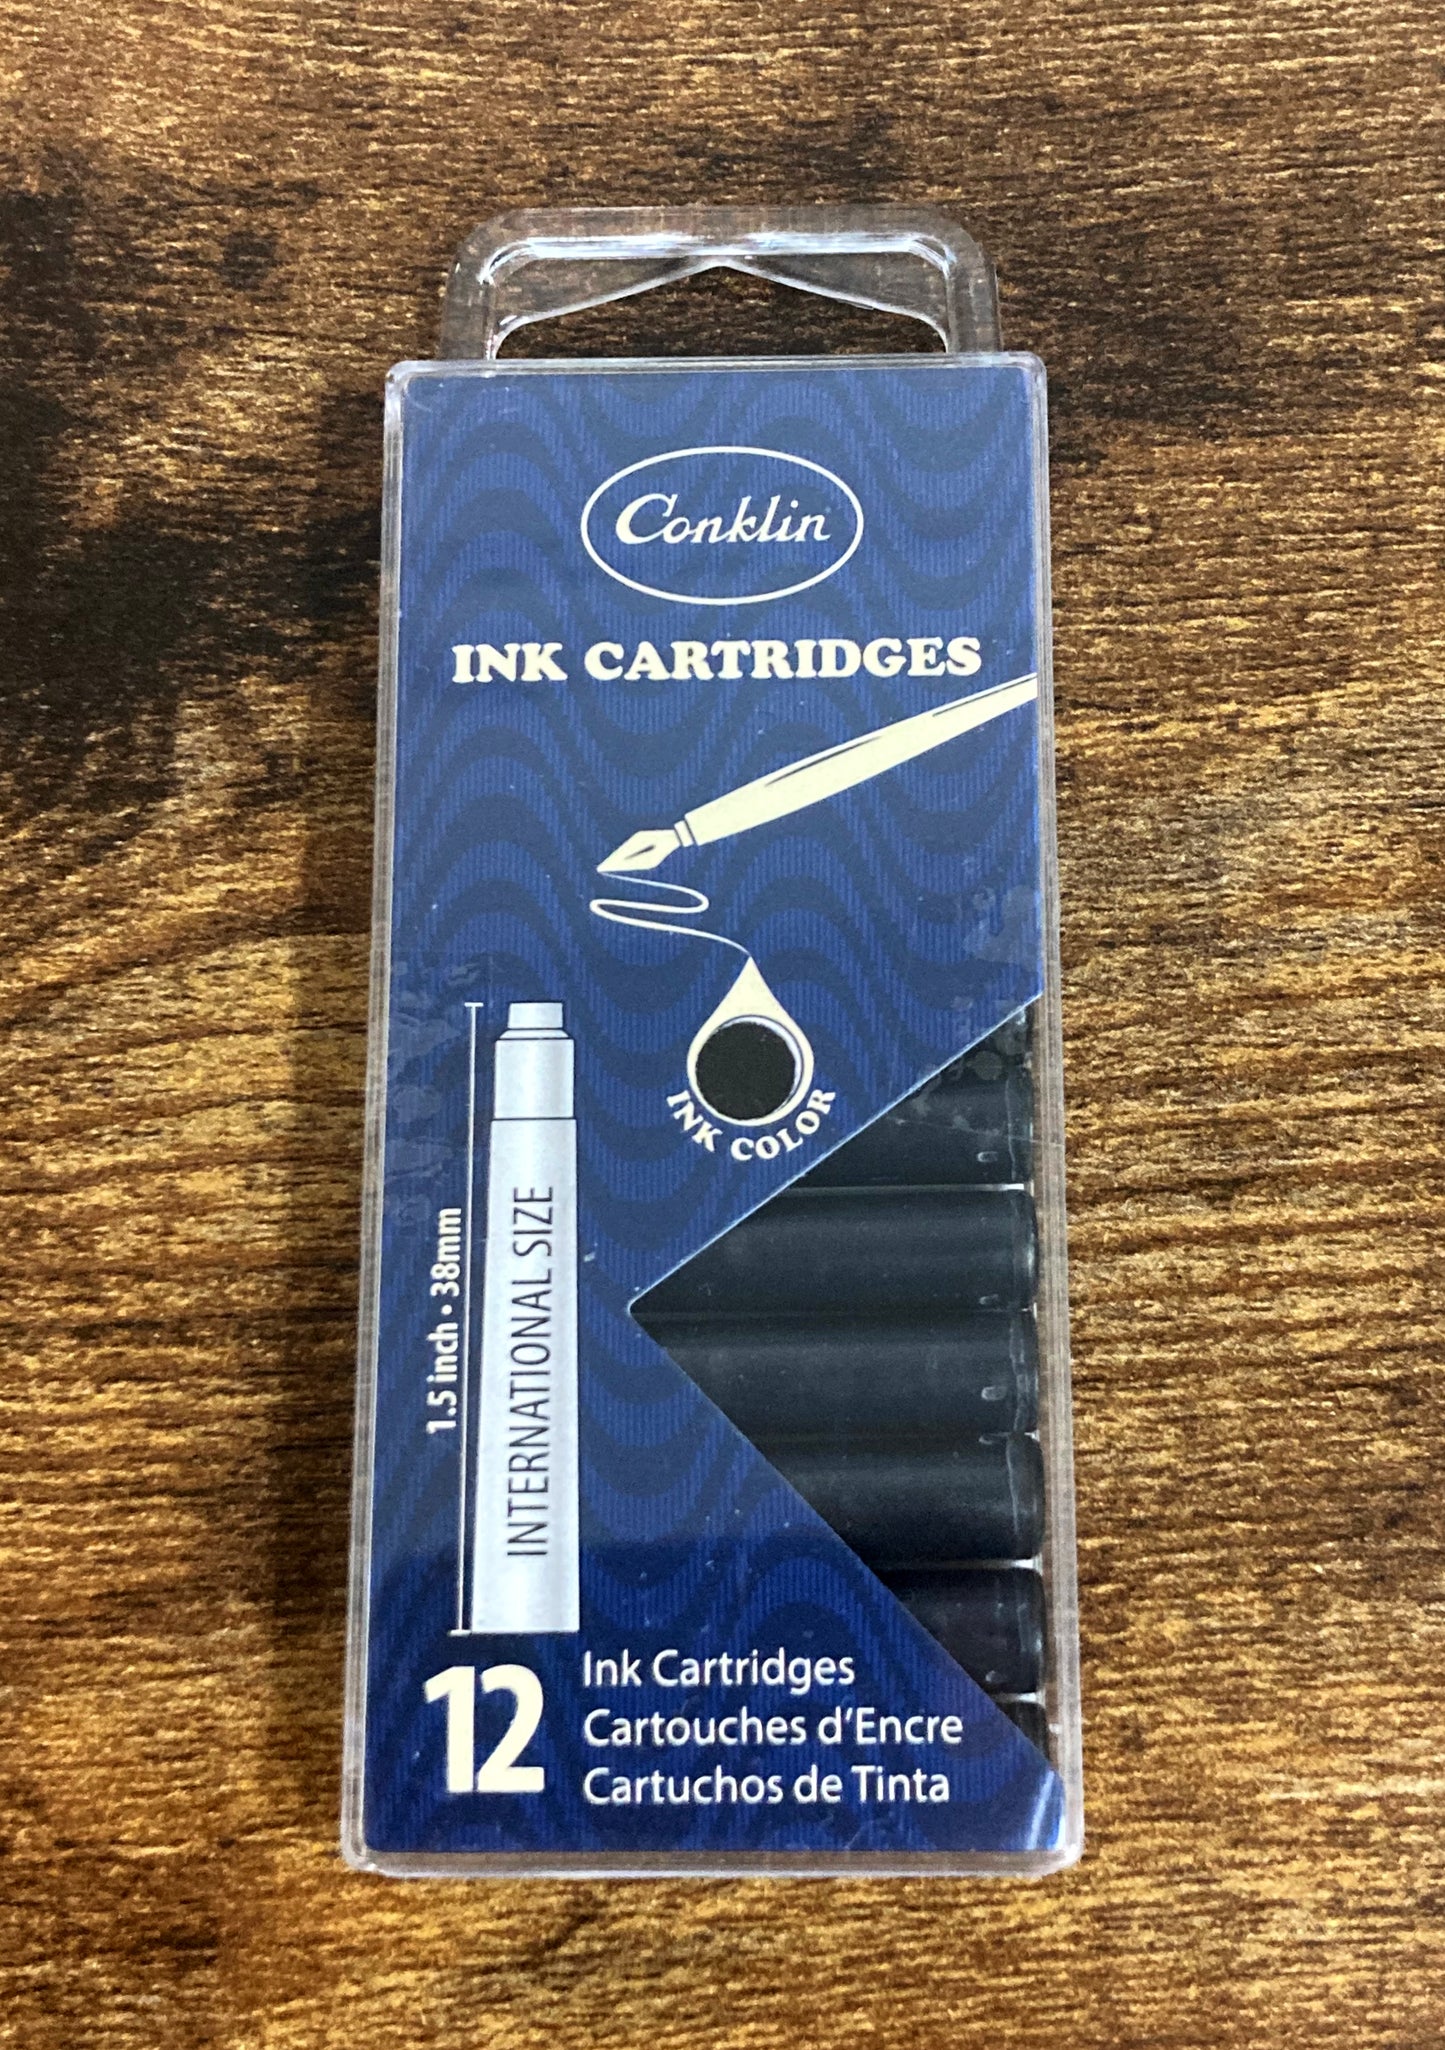 Conklin
INK CARTRIDGES
INK COLOR
1.5 inch • 38mm
INTERNATIONAL SIZE
12
Ink Cartridges
Cartouches d'Encre
Cartuchos de Tinta